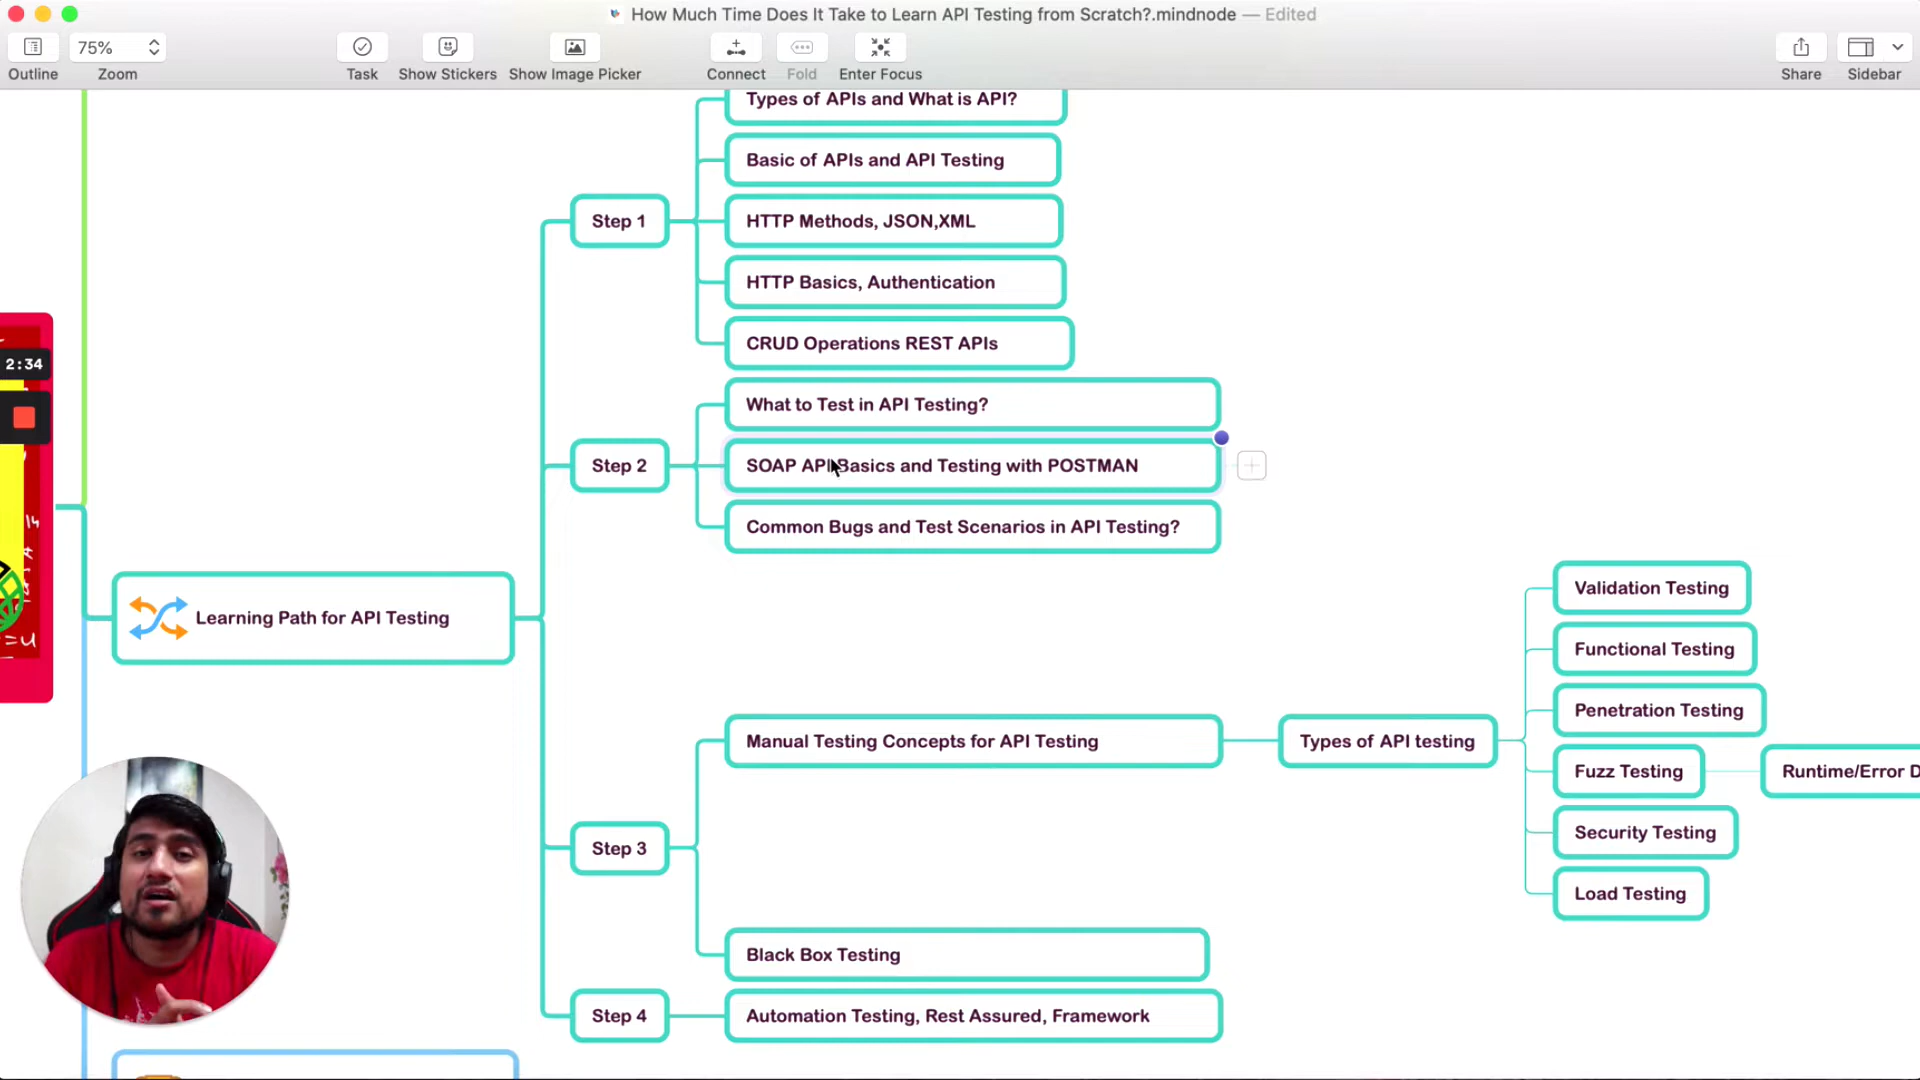 How Much Time Does It Take to Learn API Testing from Scratch?.mindnode — Edited
75%
Outline
Zoom
Task
Show Stickers
Show Image Picker
Connect
Fold
Enter Focus
Share
Sidebar
Types of APIs and What is API?
Basic of APIs and API Testing
Step 1
HTTP Methods, JSON,XML
HTTP Basics, Authentication
CRUD Operations REST APIs
2:34
What to Test in API Testing?
Step 2
SOAP API Basics and Testing with POSTMAN
Common Bugs and Test Scenarios in API Testing?
Learning Path for API Testing
Validation Testing
Functional Testing
Penetration Testing
Manual Testing Concepts for API Testing
Types of API testing
Fuzz Testing
Runtime/Error D
Security Testing
Step 3
Load Testing
Black Box Testing
Step 4
Automation Testing, Rest Assured, Framework